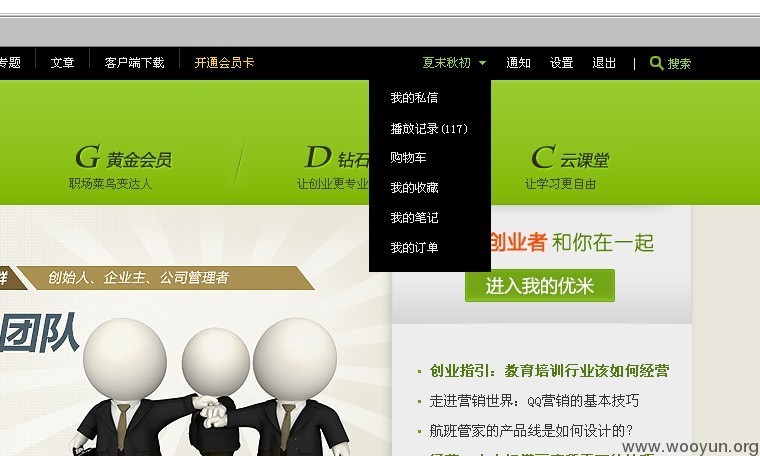 专题 文章 客户端下载 开通会员卡 夏末秋初 通知 设置 退出 | 搜索
我的私信
播放记录(117)
购物车
我的收藏
我的笔记
我的订单
G 黄金会员
职场菜鸟变达人
D 钻石
让创业更专业
C 云课堂
让学习更自由
创业者 和你在一起
进入我的优米
群 创始人、企业主、公司管理者
团队
创业指引：教育培训行业该如何经营
走进营销世界：QQ营销的基本技巧
航班管家的产品线是如何设计的？
www.wooyun.org